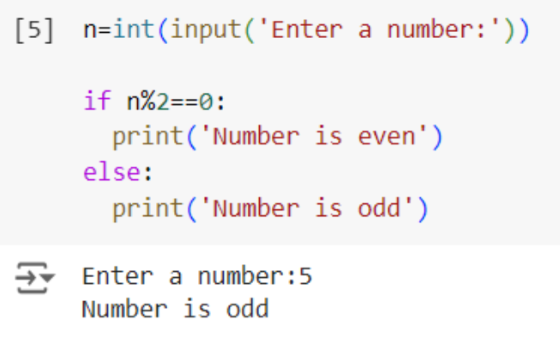 [5] n=int(input('Enter a number:'))
if n%2==0:
  print('Number is even')
else:
  print('Number is odd')
Enter a number:5
Number is odd